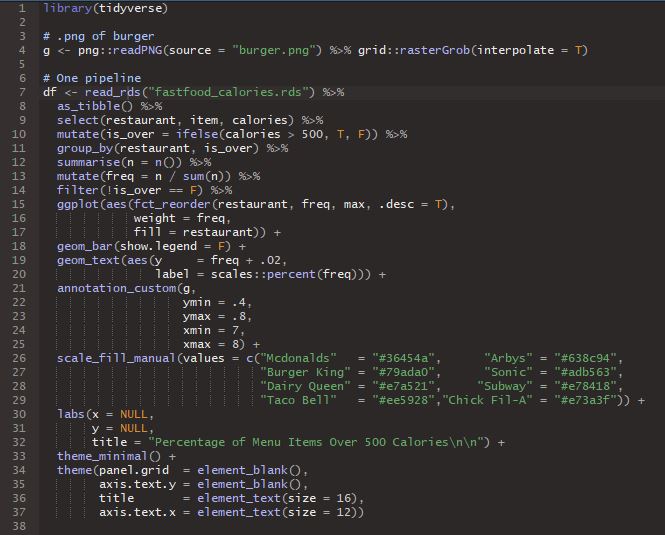 1 library(tidyverse)
2
3 # .png of burger
4 g <- png::readPNG(source = "burger.png") %>% grid::rasterGrob(interpolate = T)
5
6 # One pipeline
7 df <- read_rds("fastfood_calories.rds") %>%
8 as_tibble() %>%
9 select(restaurant, item, calories) %>%
10 mutate(is_over = ifelse(calories > 500, T, F)) %>%
11 group_by(restaurant, is_over) %>%
12 summarise(n = n()) %>%
13 mutate(freq = n / sum(n)) %>%
14 filter(!is_over == F) %>%
15 ggplot(aes(fct_reorder(restaurant, freq, max, .desc = T),
16 weight = freq,
17 fill = restaurant)) +
18 geom_bar(show.legend = F) +
19 geom_text(aes(y = freq + .02,
20 label = scales::percent(freq))) +
21 annotation_custom(g,
22 ymin = .4,
23 ymax = .8,
24 xmin = 7,
25 xmax = 8) +
26 scale_fill_manual(values = c("Mcdonalds" = "#36454a", "Arbys" = "#638c94",
27 "Burger King" = "#79ada0", "Sonic" = "#adb563",
28 "Dairy Queen" = "#e7a521", "Subway" = "#e78418",
29 "Taco Bell" = "#ee5928","Chick Fil-A" = "#e73a3f")) +
30 labs(x = NULL,
31 y = NULL,
32 title = "Percentage of Menu Items Over 500 Calories\n\n") +
33 theme_minimal() +
34 theme(panel.grid = element_blank(),
35 axis.text.y = element_blank(),
36 title = element_text(size = 16),
37 axis.text.x = element_text(size = 12))
38